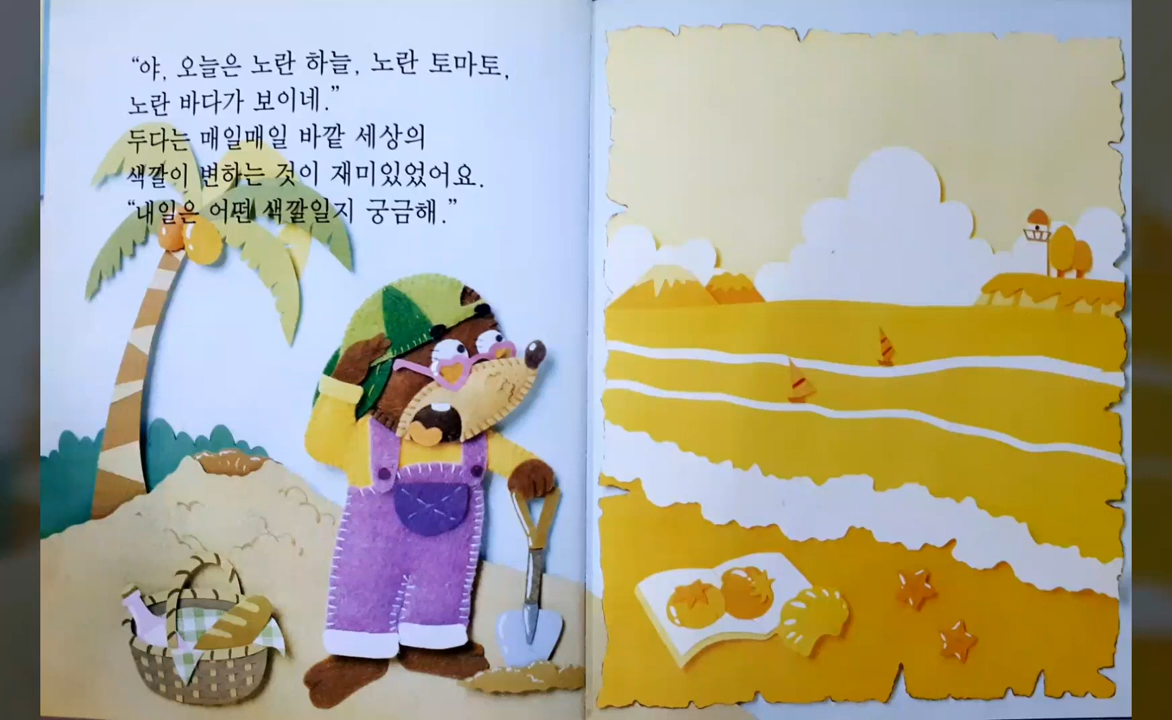 “야, 오늘은 노란 하늘, 노란 토마토,
노란 바다가 보이네.”
두다는 매일매일 바깥 세상의
색깔이 변하는 것이 재미있었어요.
“내일은 어떤 색깔일지 궁금해.”